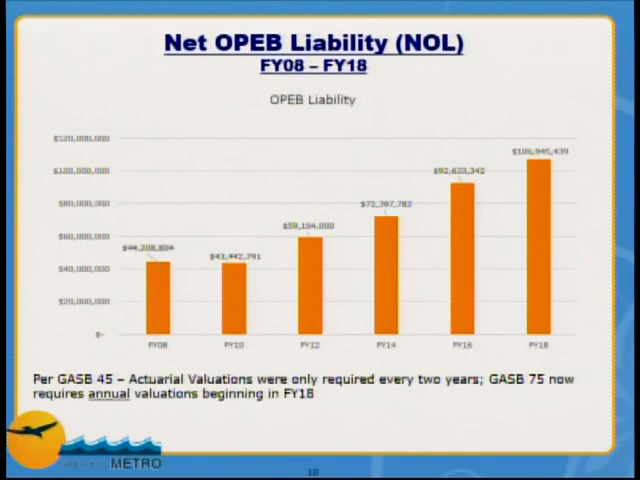 Net OPEB Liability (NOL)
FY08 – FY18
OPEB Liability
$120,000,000
$100,000,000
$80,000,000
$60,000,000
$40,000,000
$20,000,000
$-
$44,208,804
$43,442,791
$59,154,000
$72,397,782
$106,945,439
FY08
FY10
FY12
FY14
FY16
FY18
Per GASB 45 – Actuarial Valuations were only required every two years; GASB 75 now
requires annual valuations beginning in FY18
METRO
10